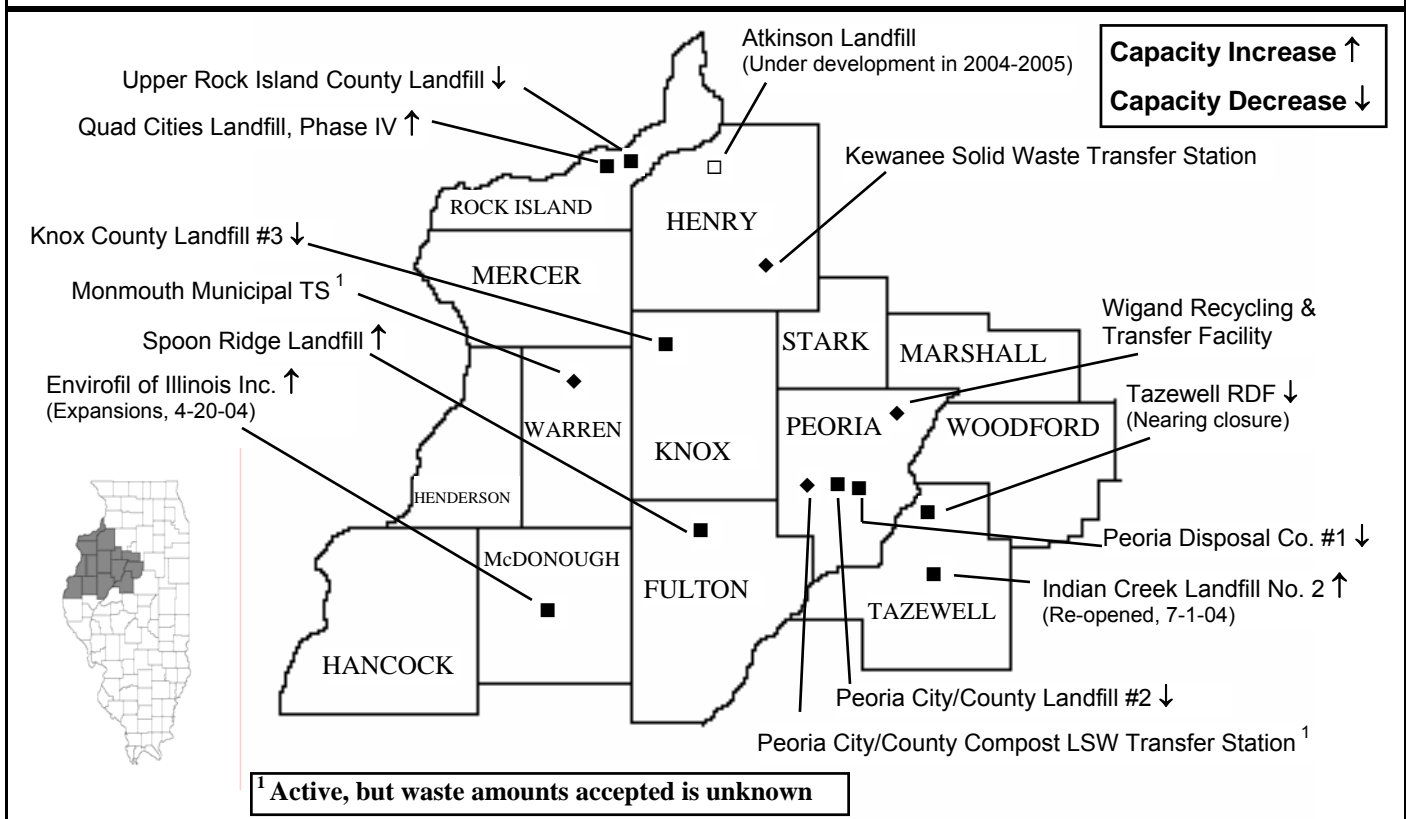 Atkinson Landfill
(Under development in 2004-2005)
Capacity Increase ↑
Capacity Decrease ↓
Upper Rock Island County Landfill ↓
Quad Cities Landfill, Phase IV ↑
Kewanee Solid Waste Transfer Station
ROCK ISLAND
HENRY
Knox County Landfill #3 ↓
MERCER
Monmouth Municipal TS 1
Wigand Recycling &
Transfer Facility
Spoon Ridge Landfill ↑
STARK
MARSHALL
Envirofil of Illinois Inc. ↑
(Expansions, 4-20-04)
Tazewell RDF ↓
(Nearing closure)
WARREN
KNOX
PEORIA
WOODFORD
HENDERSON
Peoria Disposal Co. #1 ↓
McDONOUGH
FULTON
TAZEWELL
Indian Creek Landfill No. 2 ↑
(Re-opened, 7-1-04)
HANCOCK
Peoria City/County Landfill #2 ↓
Peoria City/County Compost LSW Transfer Station 1
1 Active, but waste amounts accepted is unknown